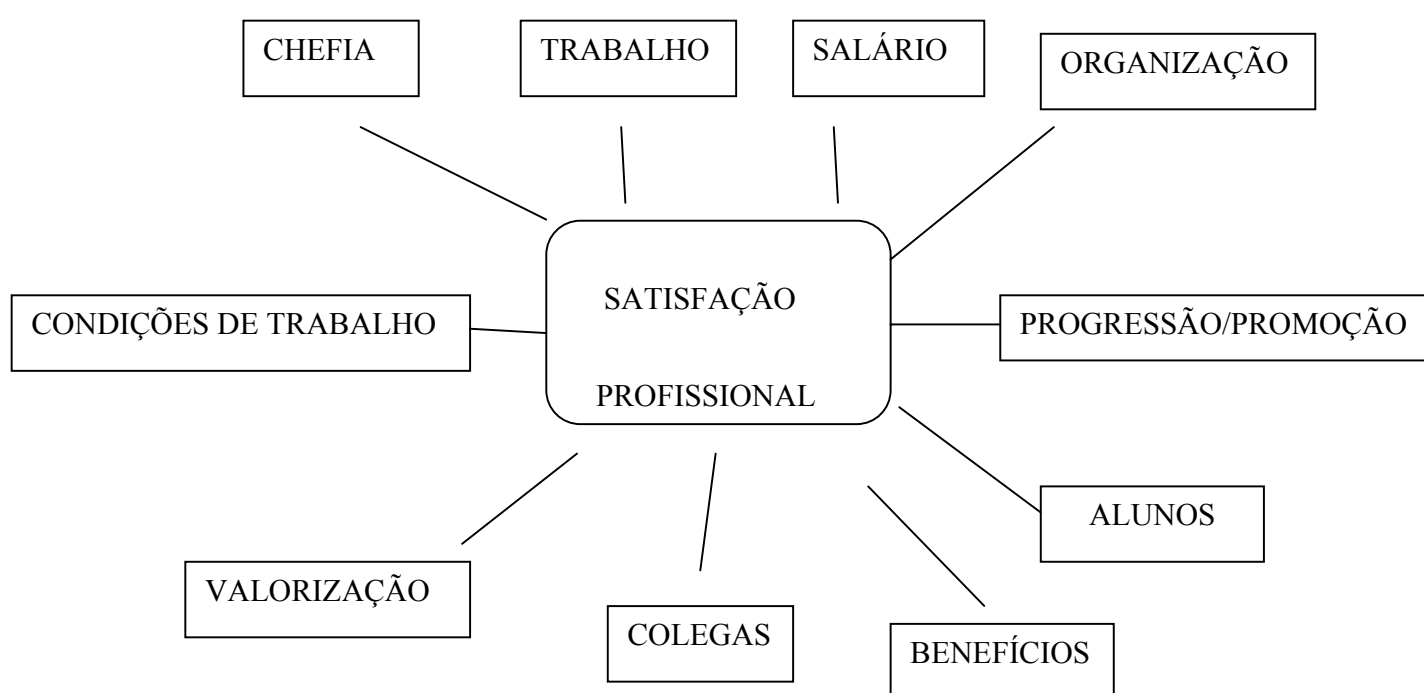 CHEFIA
TRABALHO
SALÁRIO
ORGANIZAÇÃO
CONDIÇÕES DE TRABALHO
SATISFAÇÃO
PROFISSIONAL
PROGRESSÃO/PROMOÇÃO
ALUNOS
VALORIZAÇÃO
COLEGAS
BENEFÍCIOS